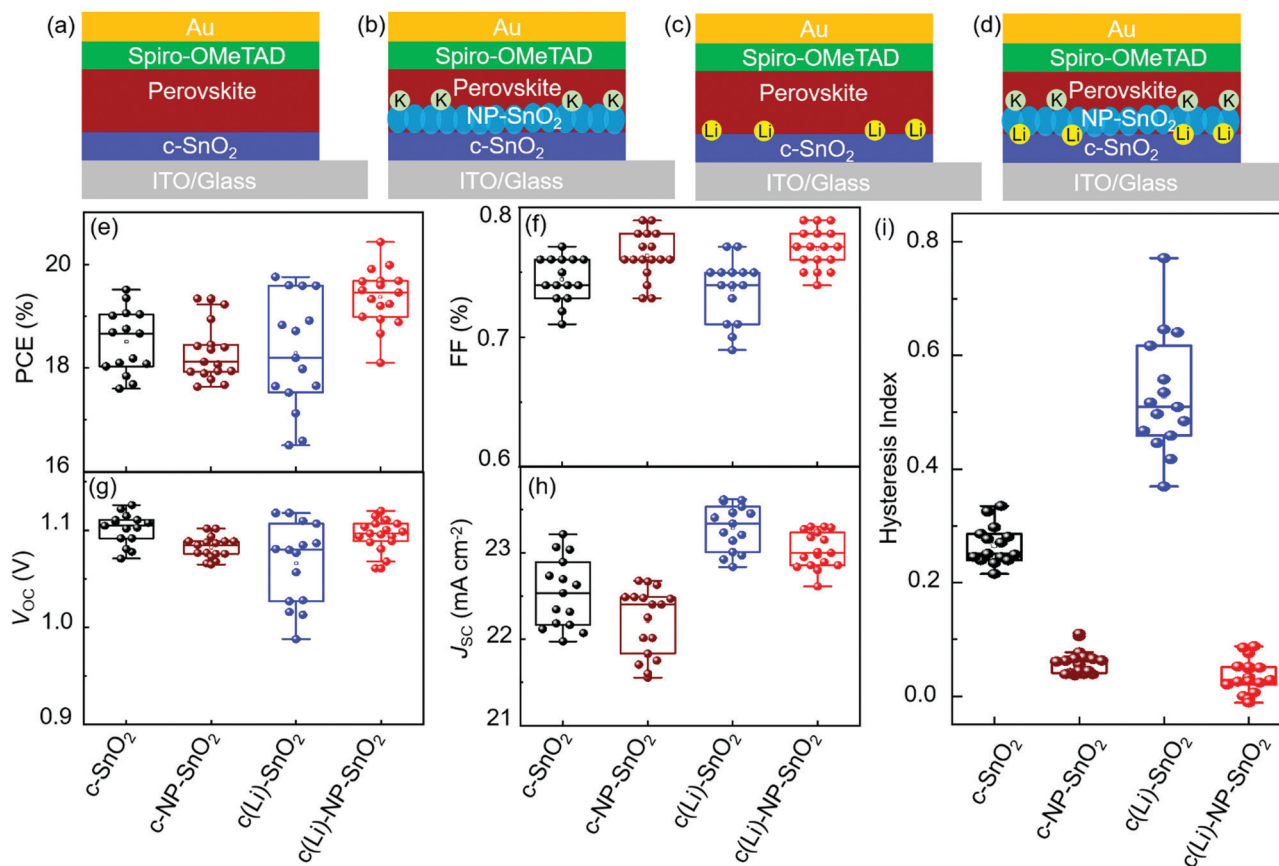 (a)
Au
Spiro-OMeTAD
Perovskite
c-SnO2
ITO/Glass
(b)
Au
Spiro-OMeTAD
K K Perovskite K K
NP-SnO2
c-SnO2
ITO/Glass
(c)
Au
Spiro-OMeTAD
Perovskite
Li Li Li Li
c-SnO2
ITO/Glass
(d)
Au
Spiro-OMeTAD
K K Perovskite K K
NP-SnO2
Li Li Li Li
c-SnO2
ITO/Glass
(e)
PCE (%)
20
18
16
(f)
FF (%)
0.8
0.7
0.6
(g)
VOC (V)
1.1
1.0
0.9
c-SnO2
c-NP-SnO2
c(Li)-SnO2
c(Li)-NP-SnO2
(h)
JSC (mA cm-2)
23
22
21
c-SnO2
c-NP-SnO2
c(Li)-SnO2
c(Li)-NP-SnO2
(i)
Hysteresis Index
0.8
0.6
0.4
0.2
0.0
c-SnO2
c-NP-SnO2
c(Li)-SnO2
c(Li)-NP-SnO2